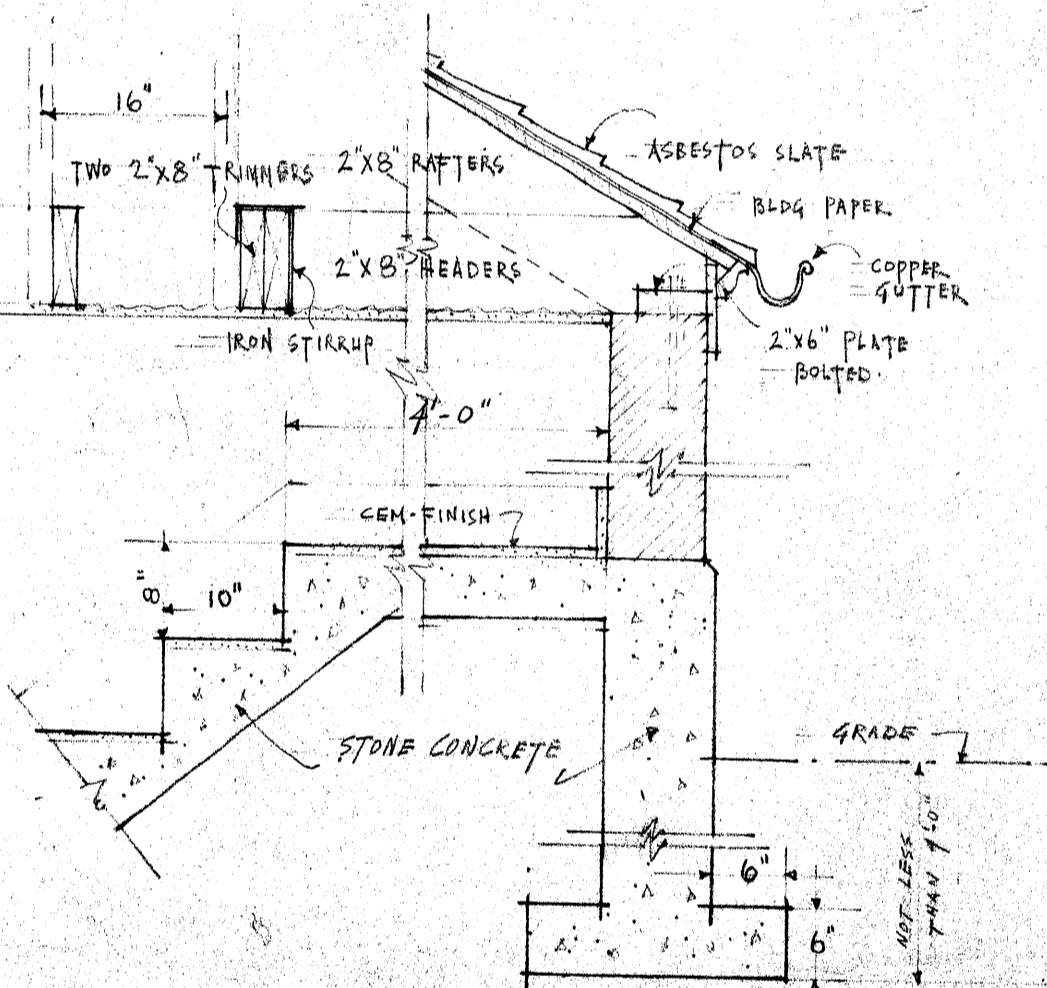 16"
TWO 2"X8" TRIMMERS
2"X8" RAFTERS
ASBESTOS SLATE
BLDG PAPER
2"X8" HEADERS
COPPER
GUTTER
IRON STIRRUP
2"X6" PLATE
BOLTED.
4'-0"
CEM-FINISH
8"
10"
STONE CONCRETE
GRADE
NOT LESS
THAN 4'-0"
6"
6"